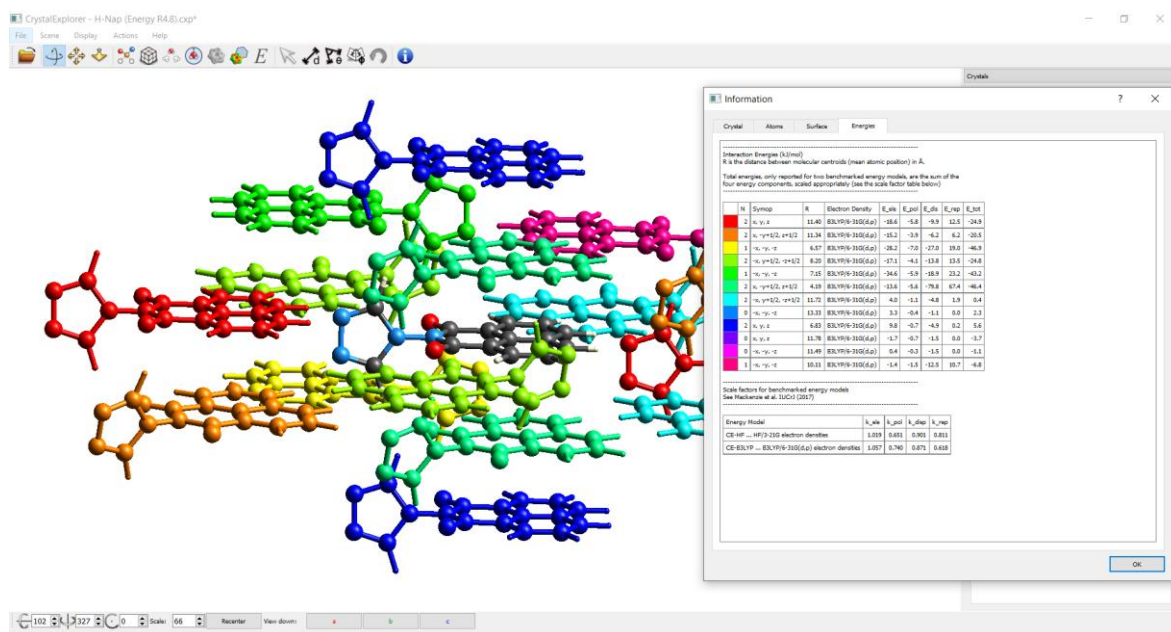 CrystalExplorer - H-Nap (Energy R4.8).cxp*
File Scene Display Actions Help
E d θ i
Crystals
Information ?
Crystal Atoms Surface Energies
Interaction Energies (kJ/mol)
R is the distance between molecular centroids (mean atomic position) in Å.
Total energies, only reported for two benchmarked energy models, are the sum of the
four energy components, scaled appropriately (see the scale factor table below)
N Symop R Electron Density E_ele E_pol E_dis E_rep E_tot
2 x, y, z 11.40 B3LYP/6-31G(d,p) -18.6 -5.8 -9.9 12.5 -24.9
2 x, -y+1/2, z+1/2 11.34 B3LYP/6-31G(d,p) -15.2 -3.9 -6.2 6.2 -20.5
1 -x, -y, -z 6.57 B3LYP/6-31G(d,p) -28.2 -7.0 -27.0 19.0 -46.9
2 -x, y+1/2, -z+1/2 8.20 B3LYP/6-31G(d,p) -17.1 -4.1 -13.8 13.5 -24.8
1 -x, -y, -z 7.15 B3LYP/6-31G(d,p) -34.6 -5.9 -18.9 23.2 -43.2
2 x, -y+1/2, z+1/2 4.19 B3LYP/6-31G(d,p) -13.6 -5.6 -79.8 67.4 -46.4
2 -x, y+1/2, -z+1/2 11.72 B3LYP/6-31G(d,p) 4.0 -1.1 -4.8 1.9 0.4
0 -x, -y, -z 13.33 B3LYP/6-31G(d,p) 3.3 -0.4 -1.1 0.0 2.3
2 x, y, z 6.83 B3LYP/6-31G(d,p) 9.8 -0.7 -4.9 0.2 5.6
0 x, y, z 11.78 B3LYP/6-31G(d,p) -1.7 -0.7 -1.5 0.0 -3.7
0 -x, -y, -z 11.49 B3LYP/6-31G(d,p) 0.4 -0.3 -1.5 0.0 -1.1
1 -x, -y, -z 10.11 B3LYP/6-31G(d,p) -1.4 -1.5 -12.5 10.7 -6.8
Scale factors for benchmarked energy models
See Mackenzie et al. IUCrJ (2017)
Energy Model k_ele k_pol k_disp k_rep
CE-HF ... HF/3-21G electron densities 1.019 0.651 0.901 0.811
CE-B3LYP ... B3LYP/6-31G(d,p) electron densities 1.057 0.740 0.871 0.618
OK
102 327 0 Scale: 66 Recenter View down: a b c